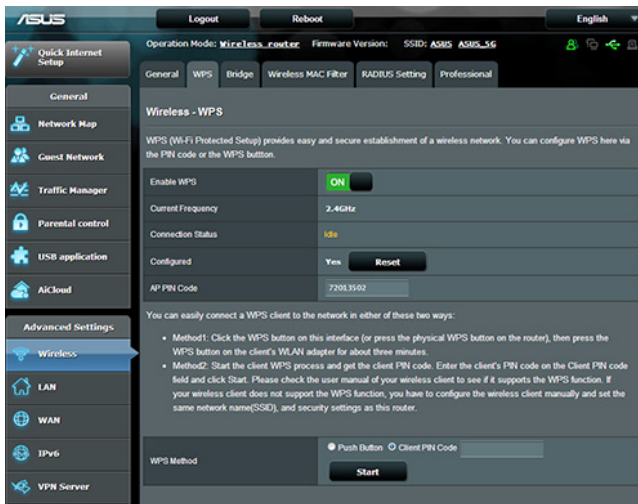 ASUS
Logout
Reboot
English
Quick Internet
Setup
Operation Mode: Wireless router Firmware Version: SSID: ASUS ASUS_5G
General WPS Bridge Wireless MAC Filter RADIUS Setting Professional
General
Network Map
Guest Network
Traffic Manager
Parental control
USB application
AiCloud
Advanced Settings
Wireless
LAN
WAN
IPv6
VPN Server
Wireless - WPS
WPS (Wi-Fi Protected Setup) provides easy and secure establishment of a wireless network. You can configure WPS here via
the PIN code or the WPS buttton.
Enable WPS ON
Current Frequency 2.4GHz
Connection Status Idle
Configured Yes Reset
AP PIN Code 72013502
You can easily connect a WPS client to the network in either of these two ways:
• Method1: Click the WPS button on this interface (or press the physical WPS button on the router), then press the
WPS button on the client's WLAN adapter for about three minutes.
• Method2: Start the client WPS process and get the client PIN code. Enter the client's PIN code on the Client PIN code
field and click Start. Please check the user manual of your wireless client to see if it supports the WPS function. If
your wireless client does not support the WPS function, you have to configure the wireless client manually and set the
same network name(SSID), and security settings as this router.
WPS Method
Push Button Client PIN Code
Start